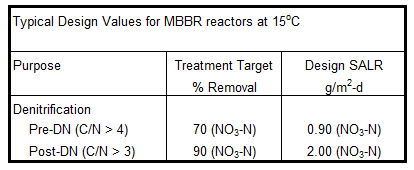 Typical Design Values for MBBR reactors at 15°C
Purpose Treatment Target Design SALR
% Removal g/m²-d
Denitrification
Pre-DN (C/N > 4) 70 (NO₃-N) 0.90 (NO₃-N)
Post-DN (C/N > 3) 90 (NO₃-N) 2.00 (NO₃-N)